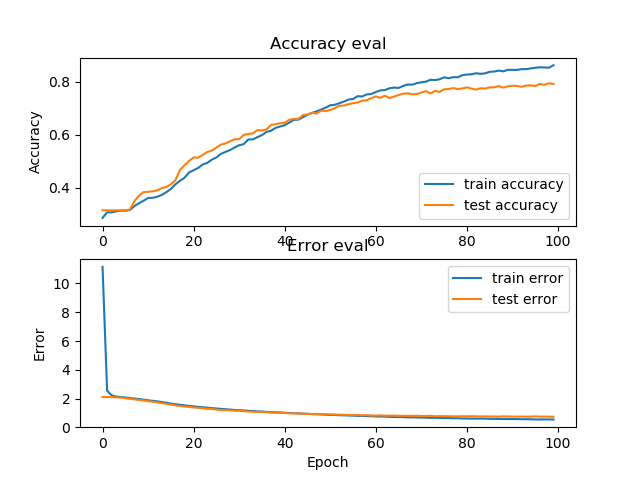 Accuracy eval
Accuracy
0.8
0.6
0.4
train accuracy
test accuracy
0 20 40 60 80 100
Error eval
Error
10
8
6
4
2
0
train error
test error
0 20 40 60 80 100
Epoch